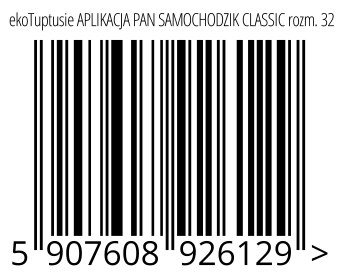 ekoTuptusie APLIKACJA PAN SAMOCHODZIK CLASSIC rozm. 32
5 907608 926129 >